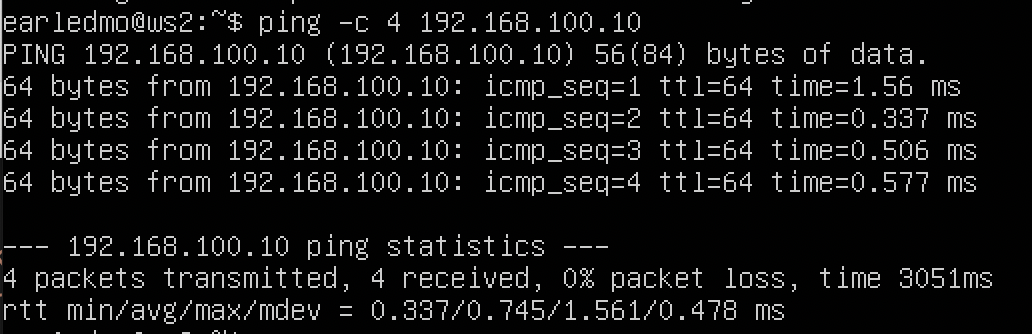 earledmo@ws2:~$ ping -c 4 192.168.100.10
PING 192.168.100.10 (192.168.100.10) 56(84) bytes of data.
64 bytes from 192.168.100.10: icmp_seq=1 ttl=64 time=1.56 ms
64 bytes from 192.168.100.10: icmp_seq=2 ttl=64 time=0.337 ms
64 bytes from 192.168.100.10: icmp_seq=3 ttl=64 time=0.506 ms
64 bytes from 192.168.100.10: icmp_seq=4 ttl=64 time=0.577 ms

--- 192.168.100.10 ping statistics ---
4 packets transmitted, 4 received, 0% packet loss, time 3051ms
rtt min/avg/max/mdev = 0.337/0.745/1.561/0.478 ms